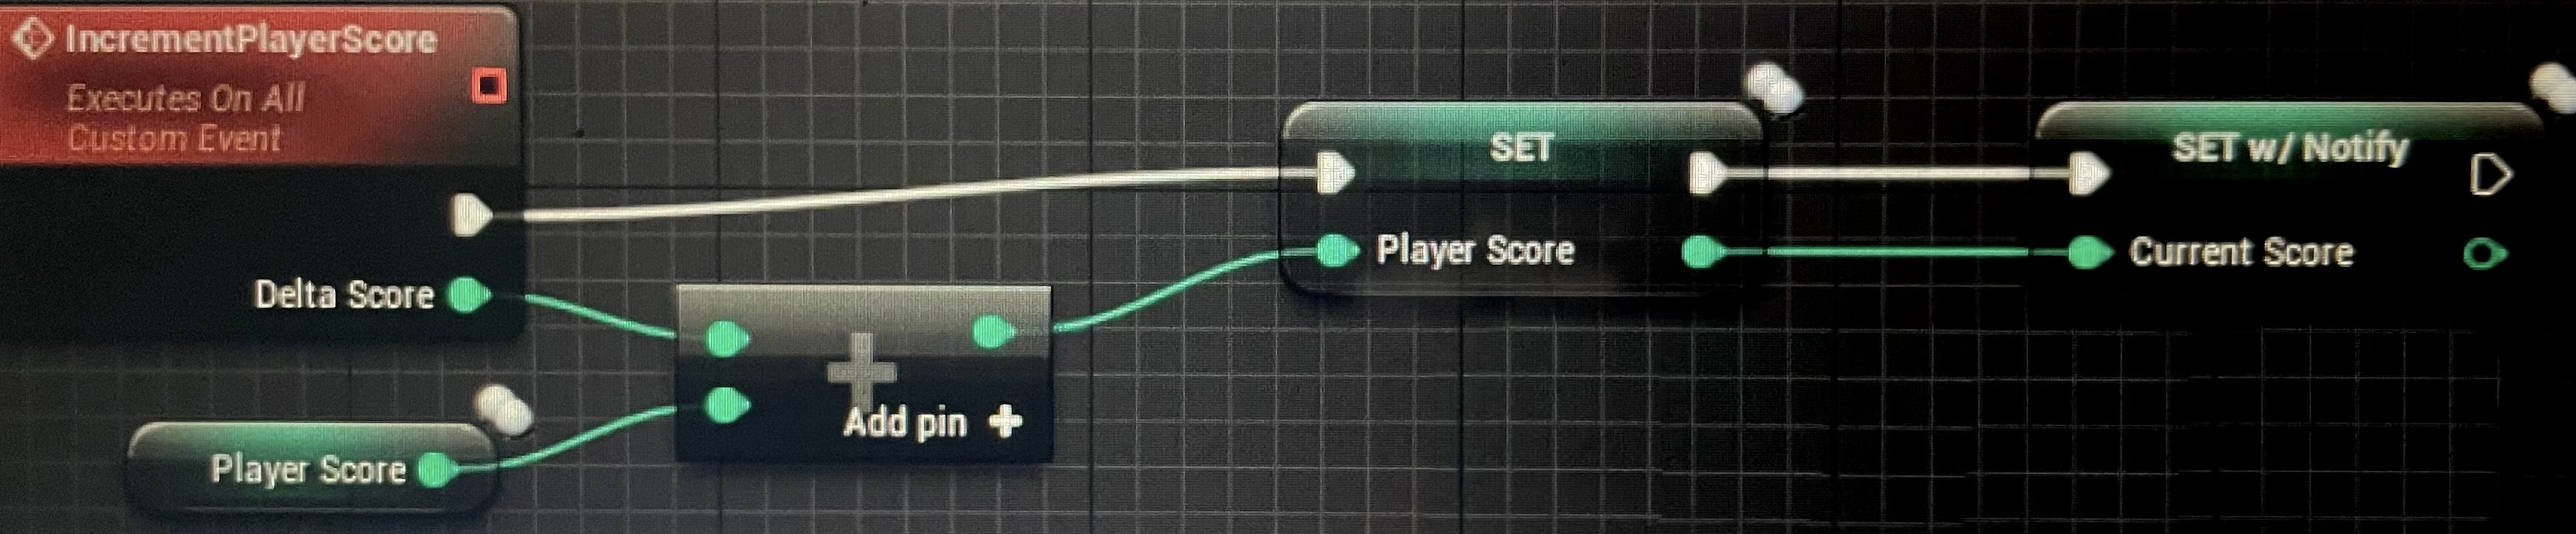 IncrementPlayerScore
Executes On All
Custom Event
Delta Score
Player Score
Add pin
SET
Player Score
SET w/ Notify
Current Score